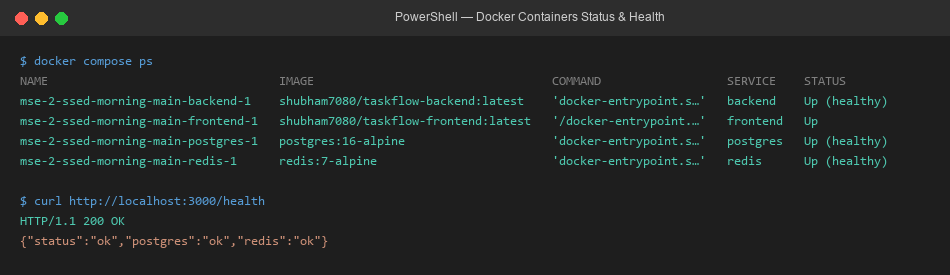 PowerShell — Docker Containers Status & Health
$ docker compose ps
NAME IMAGE COMMAND SERVICE STATUS
mse-2-ssed-morning-main-backend-1 shubham7080/taskflow-backend:latest 'docker-entrypoint.s…' backend Up (healthy)
mse-2-ssed-morning-main-frontend-1 shubham7080/taskflow-frontend:latest '/docker-entrypoint.…' frontend Up
mse-2-ssed-morning-main-postgres-1 postgres:16-alpine 'docker-entrypoint.s…' postgres Up (healthy)
mse-2-ssed-morning-main-redis-1 redis:7-alpine 'docker-entrypoint.s…' redis Up (healthy)
$ curl http://localhost:3000/health
HTTP/1.1 200 OK
{"status":"ok","postgres":"ok","redis":"ok"}